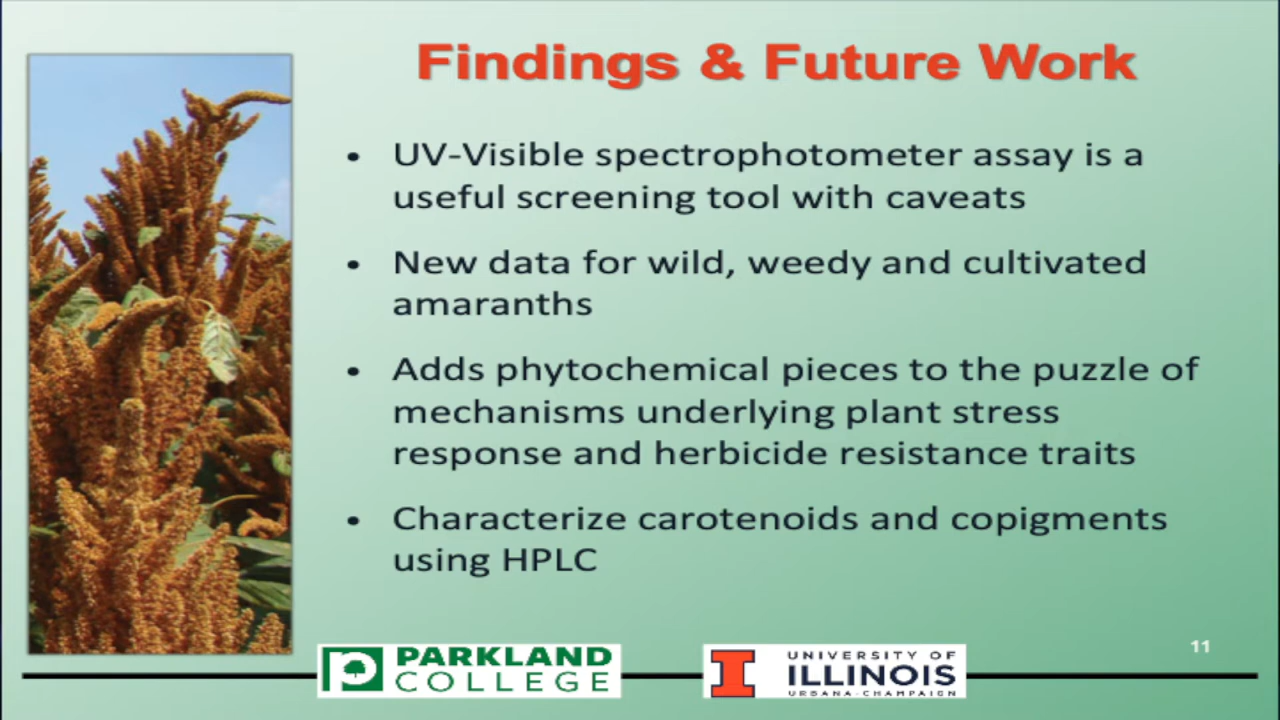 Findings & Future Work
• UV-Visible spectrophotometer assay is a
useful screening tool with caveats
• New data for wild, weedy and cultivated
amaranths
• Adds phytochemical pieces to the puzzle of
mechanisms underlying plant stress
response and herbicide resistance traits
• Characterize carotenoids and copigments
using HPLC
11
PARKLAND
COLLEGE
UNIVERSITY OF
ILLINOIS
URBANA-CHAMPAIGN